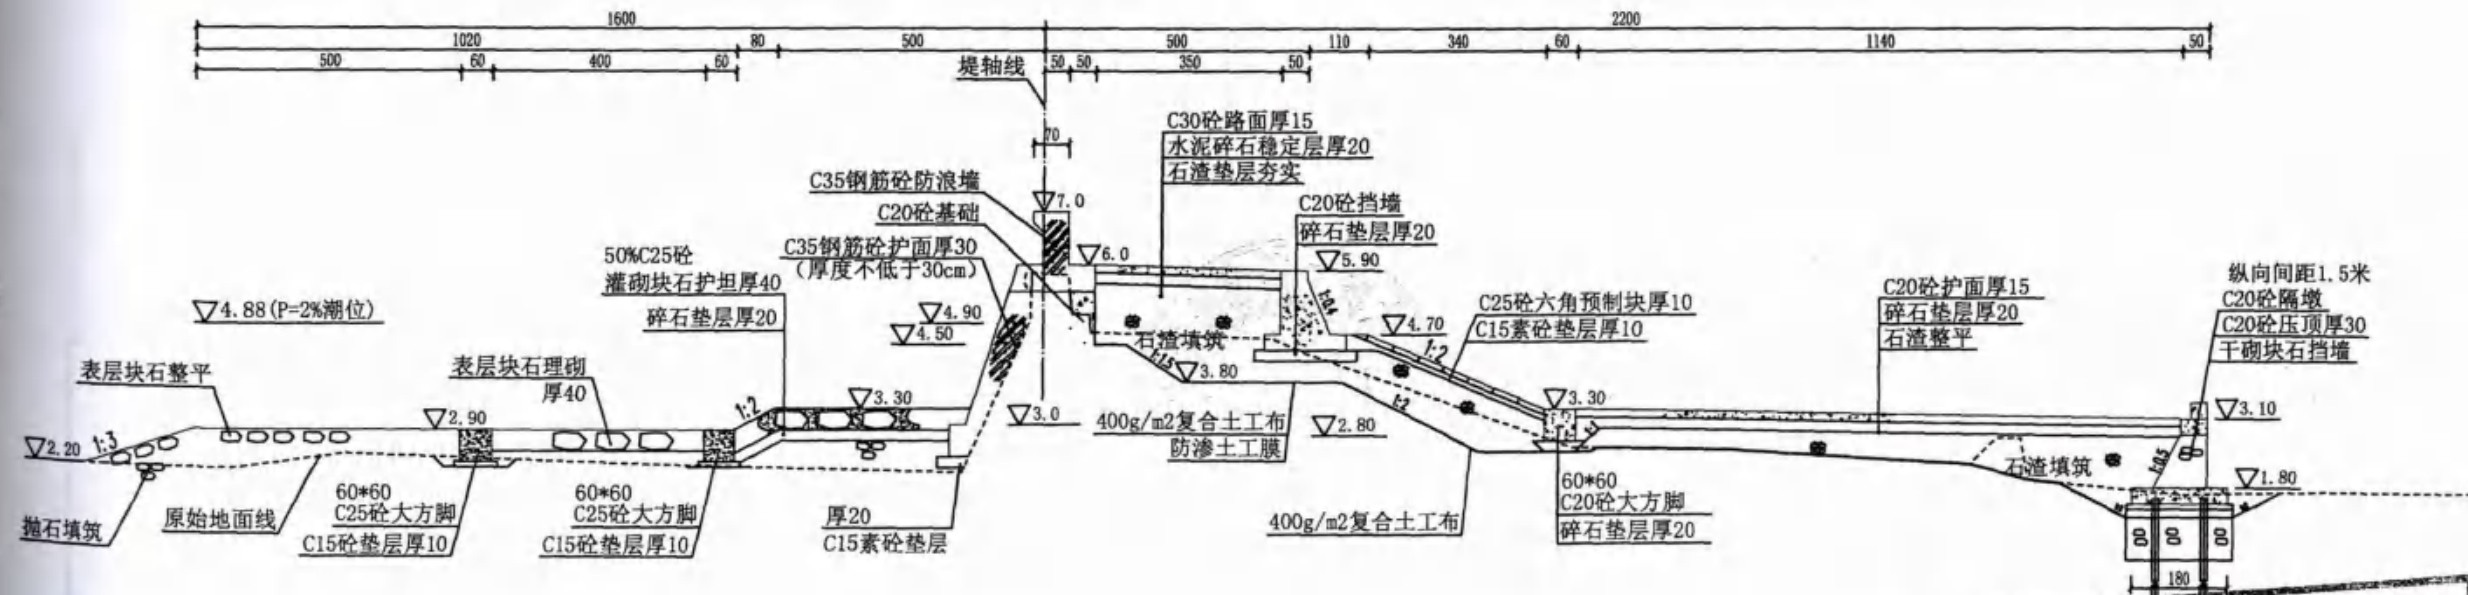 1600
2200
1020
80
500
500
110
340
60
1140
50
500
60
400
60
50
50
350
50
堤轴线
70
C30砼路面厚15
水泥碎石稳定层厚20
石渣垫层夯实
C35钢筋砼防浪墙
C20砼基础
C35钢筋砼护面厚30
(厚度不低于30cm)
7.0
6.0
C20砼挡墙
碎石垫层厚20
5.90
1:0.4
50%C25砼
灌砌块石护坦厚40
碎石垫层厚20
4.88(P=2%潮位)
4.90
4.50
4.70
C25砼六角预制块厚10
C15素砼垫层厚10
C20砼护面厚15
碎石垫层厚20
石渣整平
纵向间距1.5米
C20砼隔墩
C20砼压顶厚30
干砌块石挡墙
表层块石整平
表层块石理砌
厚40
石渣填筑
1:1.5
3.80
1:2
1:2
3.30
3.30
2.90
1:2
2.20
1:3
3.0
400g/m2复合土工布
防渗土工膜
2.80
1:2
3.10
石渣填筑
1:0.5
1.80
抛石填筑
原始地面线
60*60
C25砼大方脚
C15砼垫层厚10
60*60
C25砼大方脚
C15砼垫层厚10
厚20
C15素砼垫层
400g/m2复合土工布
60*60
C20砼大方脚
碎石垫层厚20
180